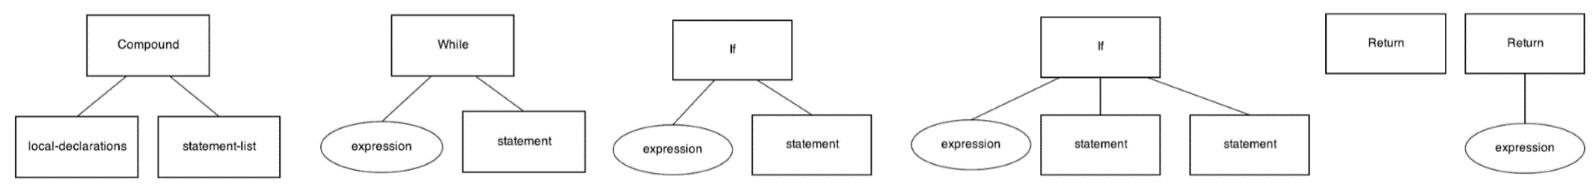 Compound
local-declarations
statement-list
While
expression
statement
If
expression
statement
If
expression
statement
statement
Return
Return
expression